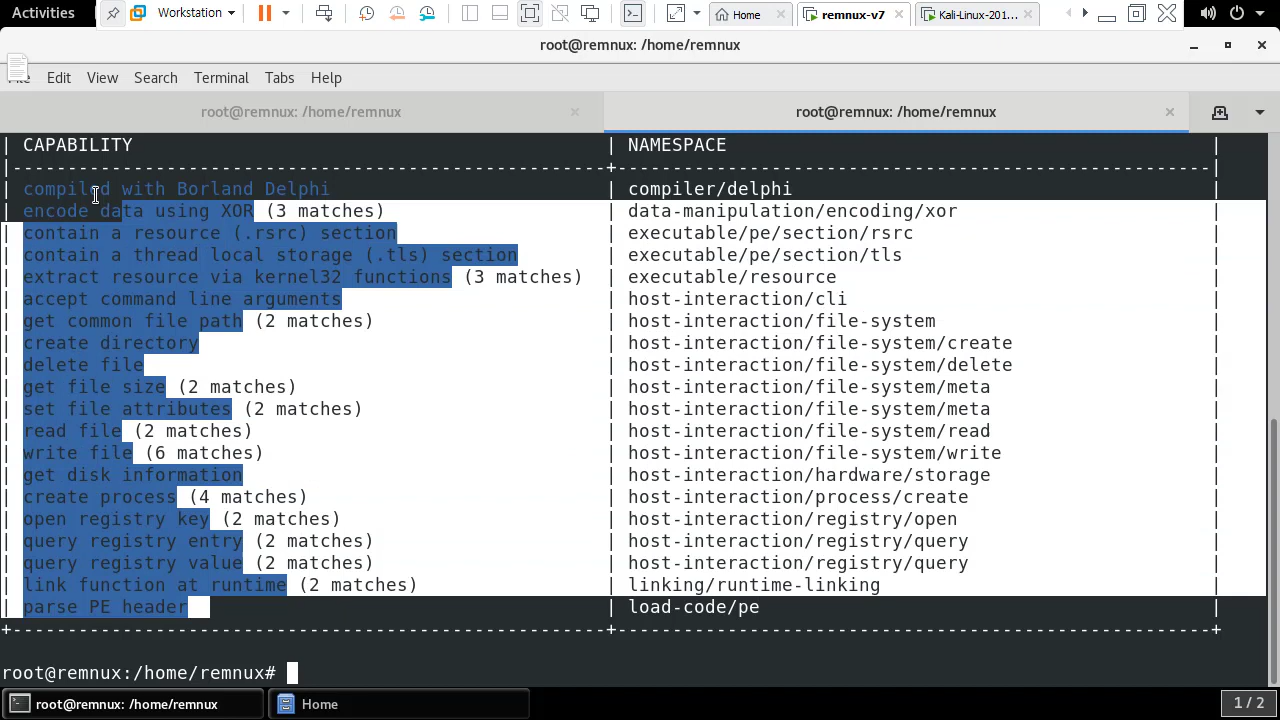 Activities Workstation Home remnux-v7 Kali-Linux-201...
root@remnux: /home/remnux
Edit View Search Terminal Tabs Help
root@remnux: /home/remnux root@remnux: /home/remnux
| CAPABILITY | NAMESPACE |
|------------------------------------------------------+-----------------------------------------------------|
| compiled with Borland Delphi | compiler/delphi |
| encode data using XOR (3 matches) | data-manipulation/encoding/xor |
| contain a resource (.rsrc) section | executable/pe/section/rsrc |
| contain a thread local storage (.tls) section | executable/pe/section/tls |
| extract resource via kernel32 functions (3 matches) | executable/resource |
| accept command line arguments | host-interaction/cli |
| get common file path (2 matches) | host-interaction/file-system |
| create directory | host-interaction/file-system/create |
| delete file | host-interaction/file-system/delete |
| get file size (2 matches) | host-interaction/file-system/meta |
| set file attributes (2 matches) | host-interaction/file-system/meta |
| read file (2 matches) | host-interaction/file-system/read |
| write file (6 matches) | host-interaction/file-system/write |
| get disk information | host-interaction/hardware/storage |
| create process (4 matches) | host-interaction/process/create |
| open registry key (2 matches) | host-interaction/registry/open |
| query registry entry (2 matches) | host-interaction/registry/query |
| query registry value (2 matches) | host-interaction/registry/query |
| link function at runtime (2 matches) | linking/runtime-linking |
| parse PE header | load-code/pe |
+------------------------------------------------------+-----------------------------------------------------+
root@remnux:/home/remnux#
root@remnux: /home/remnux Home 1 / 2